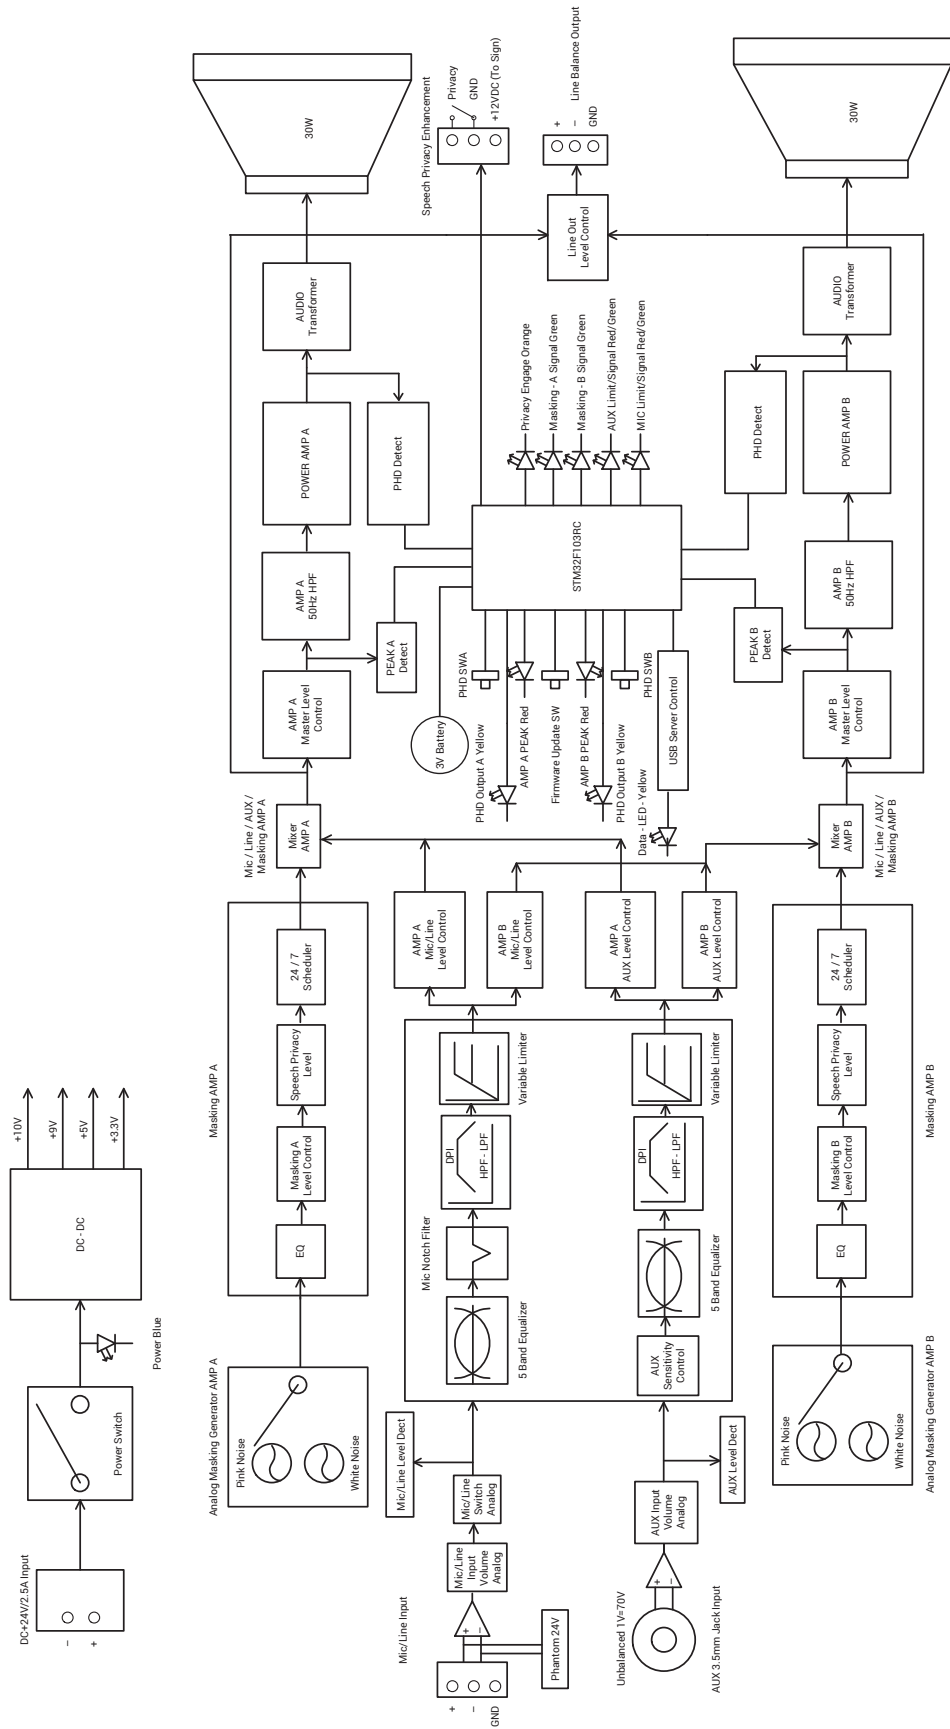 DC+24V/2.5A Input
−
+
Power Switch
Power Blue
DC - DC
+10V
+9V
+5V
+3.3V
Analog Masking Generator AMP A
Pink Noise
White Noise
Masking AMP A
EQ
Masking A
Level Control
Speech Privacy
Level
24 / 7
Scheduler
Mic / Line / AUX /
Masking AMP A
Mixer
AMP A
AMP A
Master Level
Control
AMP A
50Hz HPF
POWER AMP A
AUDIO
Transformer
30W
PEAK A
Detect
PHD Detect
Mic/Line Input
+
−
GND
Phantom 24V
+
−
Mic/Line
Input
Volume
Analog
Mic/Line
Switch
Analog
Mic/Line Level Dect
5 Band Equalizer
Mic Notch Filter
DPI
HPF - LPF
Variable Limiter
AMP A
Mic/Line
Level Control
AMP B
Mic/Line
Level Control
Unbalanced 1V=70V
AUX 3.5mm Jack Input
+
−
AUX Input
Volume
Analog
AUX Level Dect
AUX
Sensitivity
Control
5 Band Equalizer
DPI
HPF - LPF
Variable Limiter
AMP A
AUX Level Control
AMP B
AUX Level Control
3V Battery
PHD SWA
PHD Output A Yellow
AMP A PEAK Red
Firmware Update SW
AMP B PEAK Red
PHD Output B Yellow
PHD SWB
Data - LED - Yellow
USB Server Control
STM32F103RC
Privacy Engage Orange
Masking - A Signal Green
Masking - B Signal Green
AUX Limit/Signal Red/Green
MIC Limit/Signal Red/Green
Speech Privacy Enhancement
Privacy
GND
+12VDC (To Sign)
Line Out
Level Control
+
−
GND
Line Balance Output
Analog Masking Generator AMP B
Pink Noise
White Noise
Masking AMP B
EQ
Masking B
Level Control
Speech Privacy
Level
24 / 7
Scheduler
Mic / Line / AUX /
Masking AMP B
Mixer
AMP B
AMP B
Master Level
Control
PEAK B
Detect
AMP B
50Hz HPF
PHD Detect
POWER AMP B
AUDIO
Transformer
30W